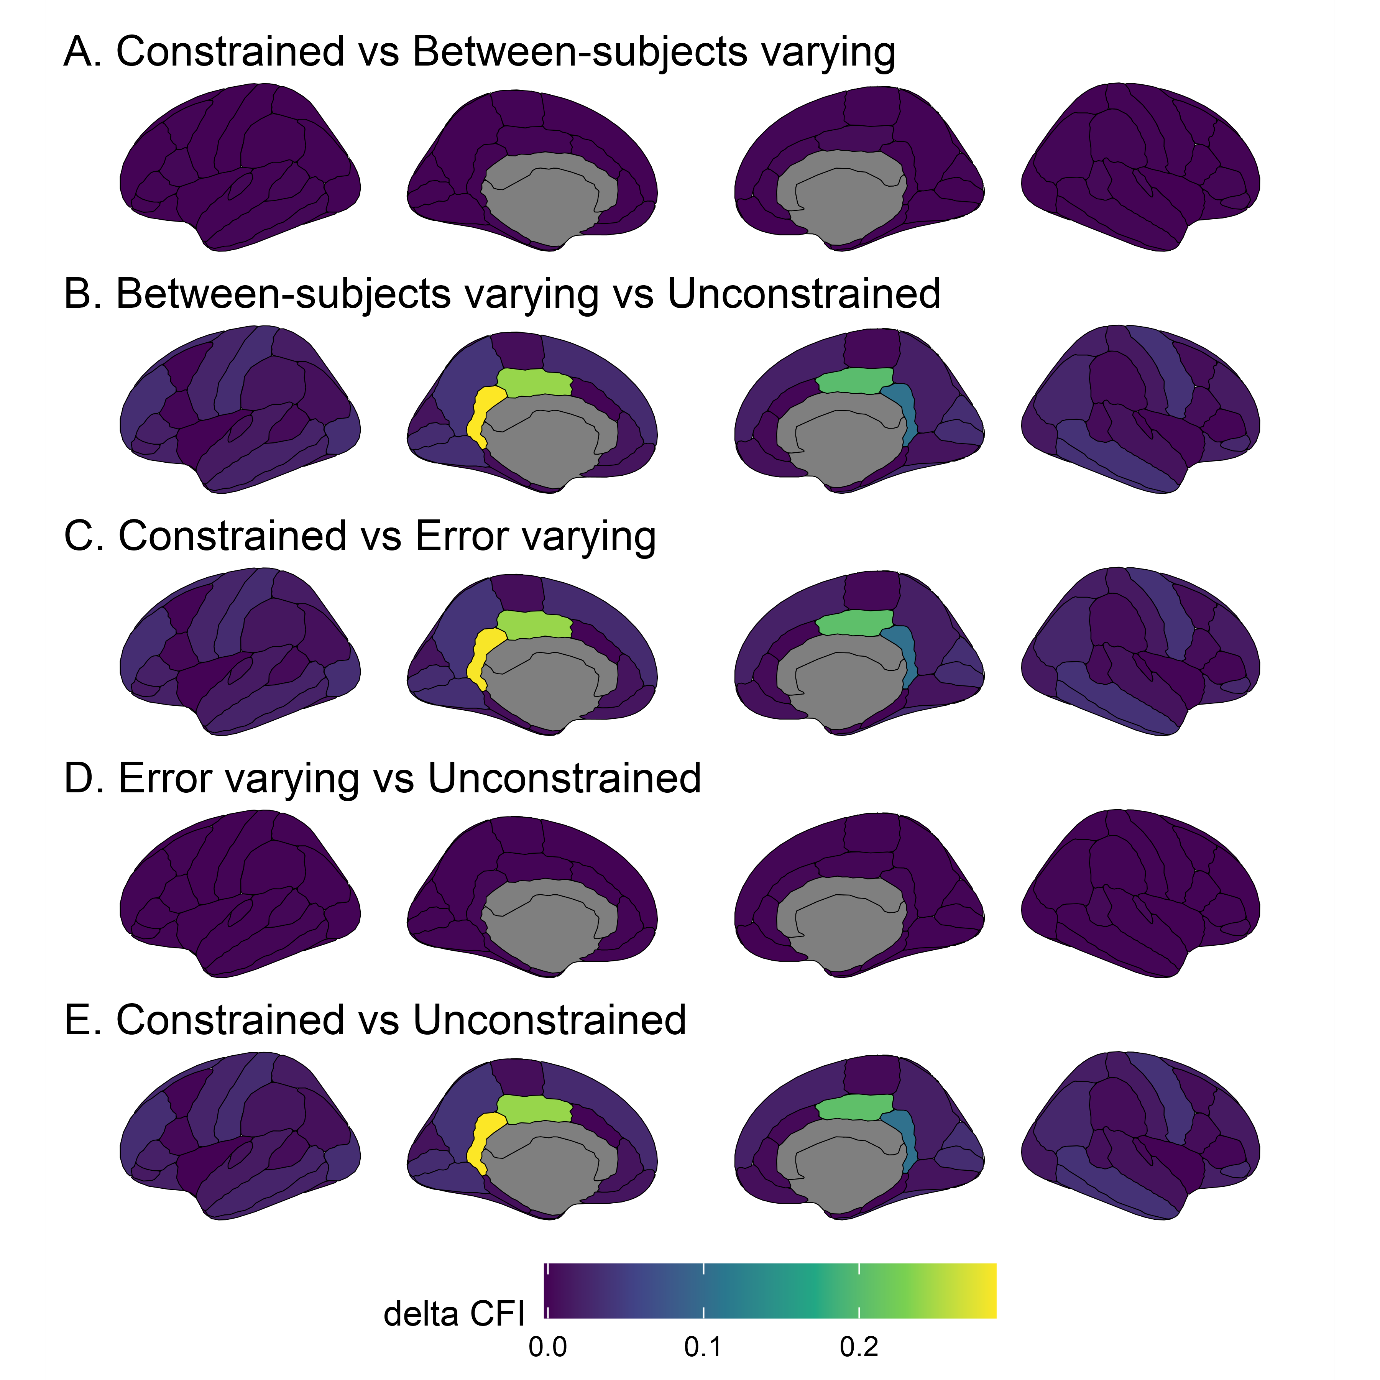 A. Constrained vs Between-subjects varying
B. Between-subjects varying vs Unconstrained
C. Constrained vs Error varying
D. Error varying vs Unconstrained
E. Constrained vs Unconstrained
delta CFI
0.0 0.1 0.2